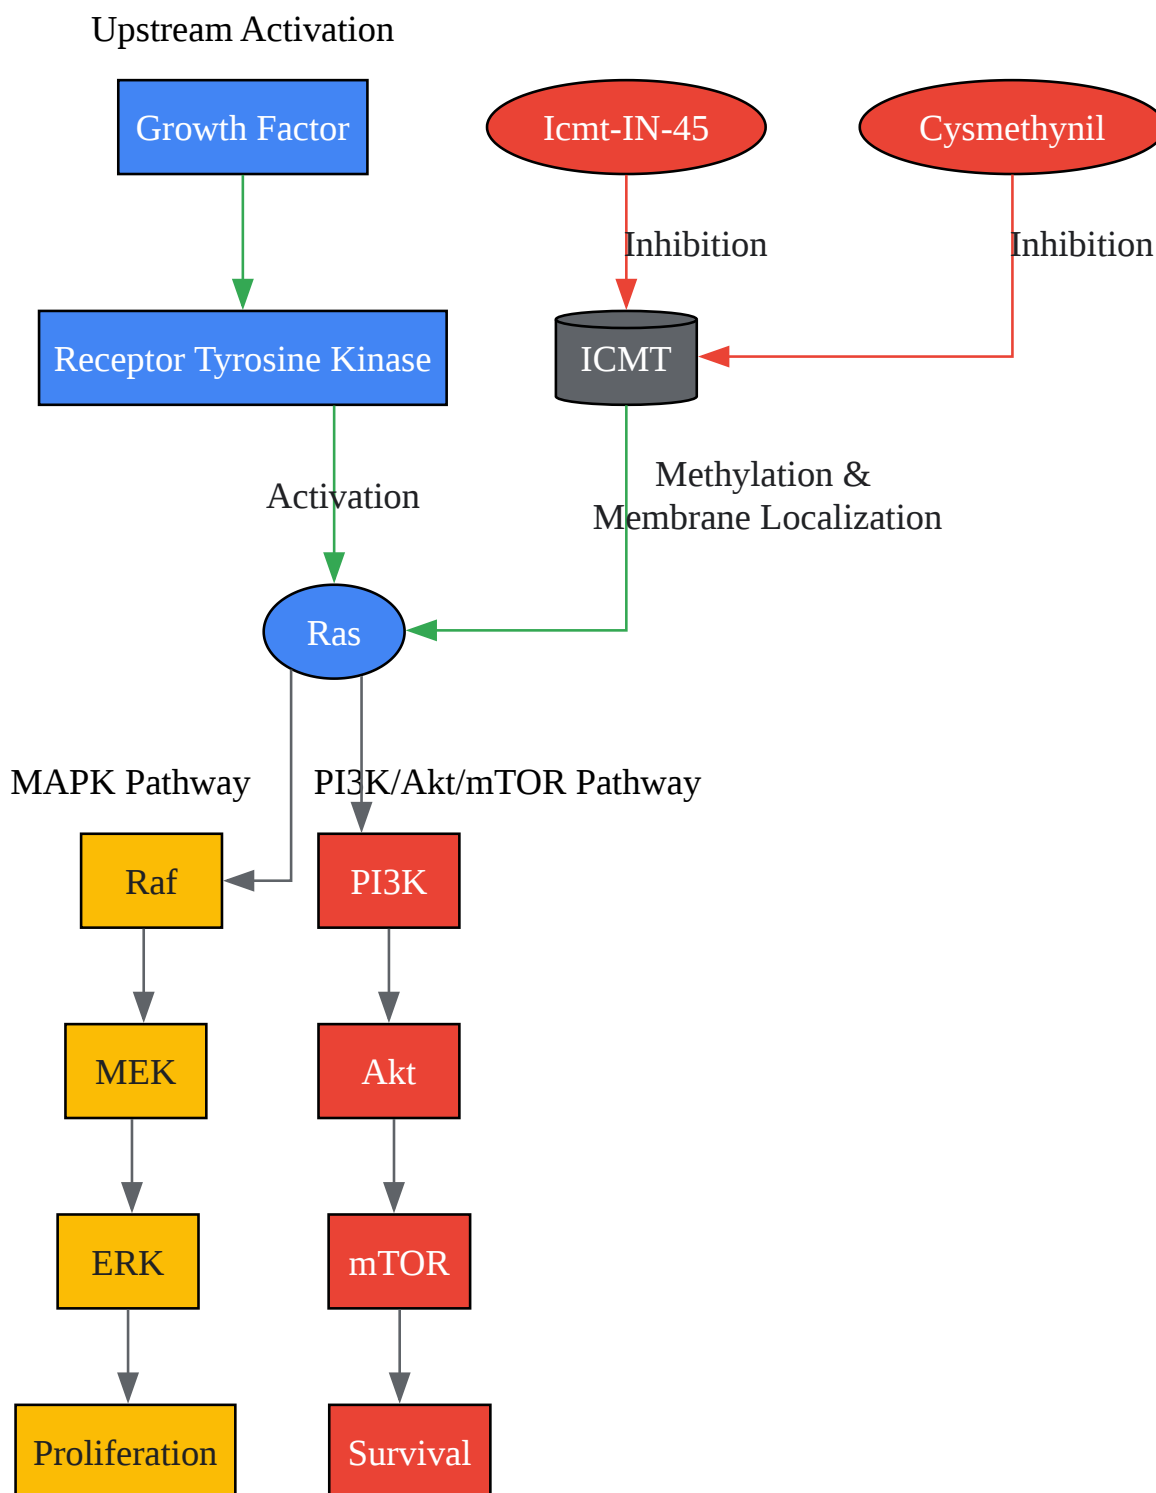 Upstream Activation
Growth Factor
Icmt-IN-45
Cysmethynil
Inhibition
Inhibition
Receptor Tyrosine Kinase
ICMT
Activation
Methylation &
Membrane Localization
Ras
MAPK Pathway
PI3K/Akt/mTOR Pathway
Raf
PI3K
MEK
Akt
ERK
mTOR
Proliferation
Survival